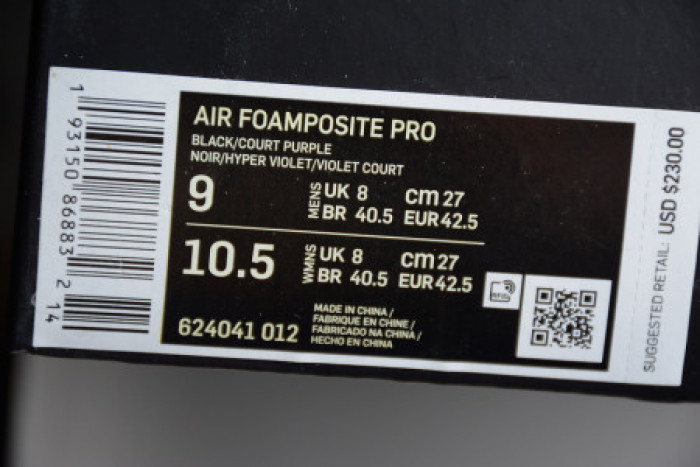 AIR FOAMPOSITE PRO
BLACK/COURT PURPLE
NOIR/HYPER VIOLET/VIOLET COURT
9 MENS UK 8 cm 27
BR 40.5 EUR 42.5
10.5 WMNS UK 8 cm 27
BR 40.5 EUR 42.5
RFID
624041 012
MADE IN CHINA /
FABRIQUE EN CHINE /
FABRICADO NA CHINA /
HECHO EN CHINA
1 93150 86883 2 14
SUGGESTED RETAIL: USD $230.00